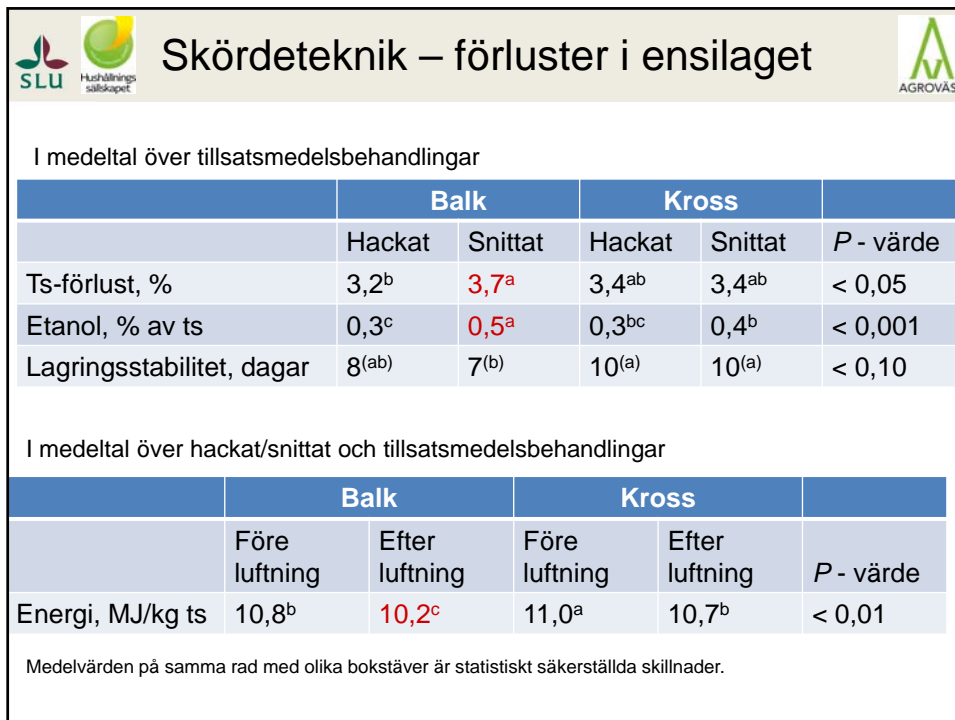 SLU
Hushållnings
sällskapet
Skördeteknik – förluster i ensilaget
AGROVÄS
I medeltal över tillsatsmedelsbehandlingar
Balk Kross
Hackat Snittat Hackat Snittat P - värde
Ts-förlust, % 3,2ᵇ 3,7ᵃ 3,4ᵃᵇ 3,4ᵃᵇ < 0,05
Etanol, % av ts 0,3ᶜ 0,5ᵃ 0,3ᵇᶜ 0,4ᵇ < 0,001
Lagringsstabilitet, dagar 8⁽ᵃᵇ⁾ 7⁽ᵇ⁾ 10⁽ᵃ⁾ 10⁽ᵃ⁾ < 0,10
I medeltal över hackat/snittat och tillsatsmedelsbehandlingar
Balk Kross
Före Efter Före Efter
luftning luftning luftning luftning P - värde
Energi, MJ/kg ts 10,8ᵇ 10,2ᶜ 11,0ᵃ 10,7ᵇ < 0,01
Medelvärden på samma rad med olika bokstäver är statistiskt säkerställda skillnader.